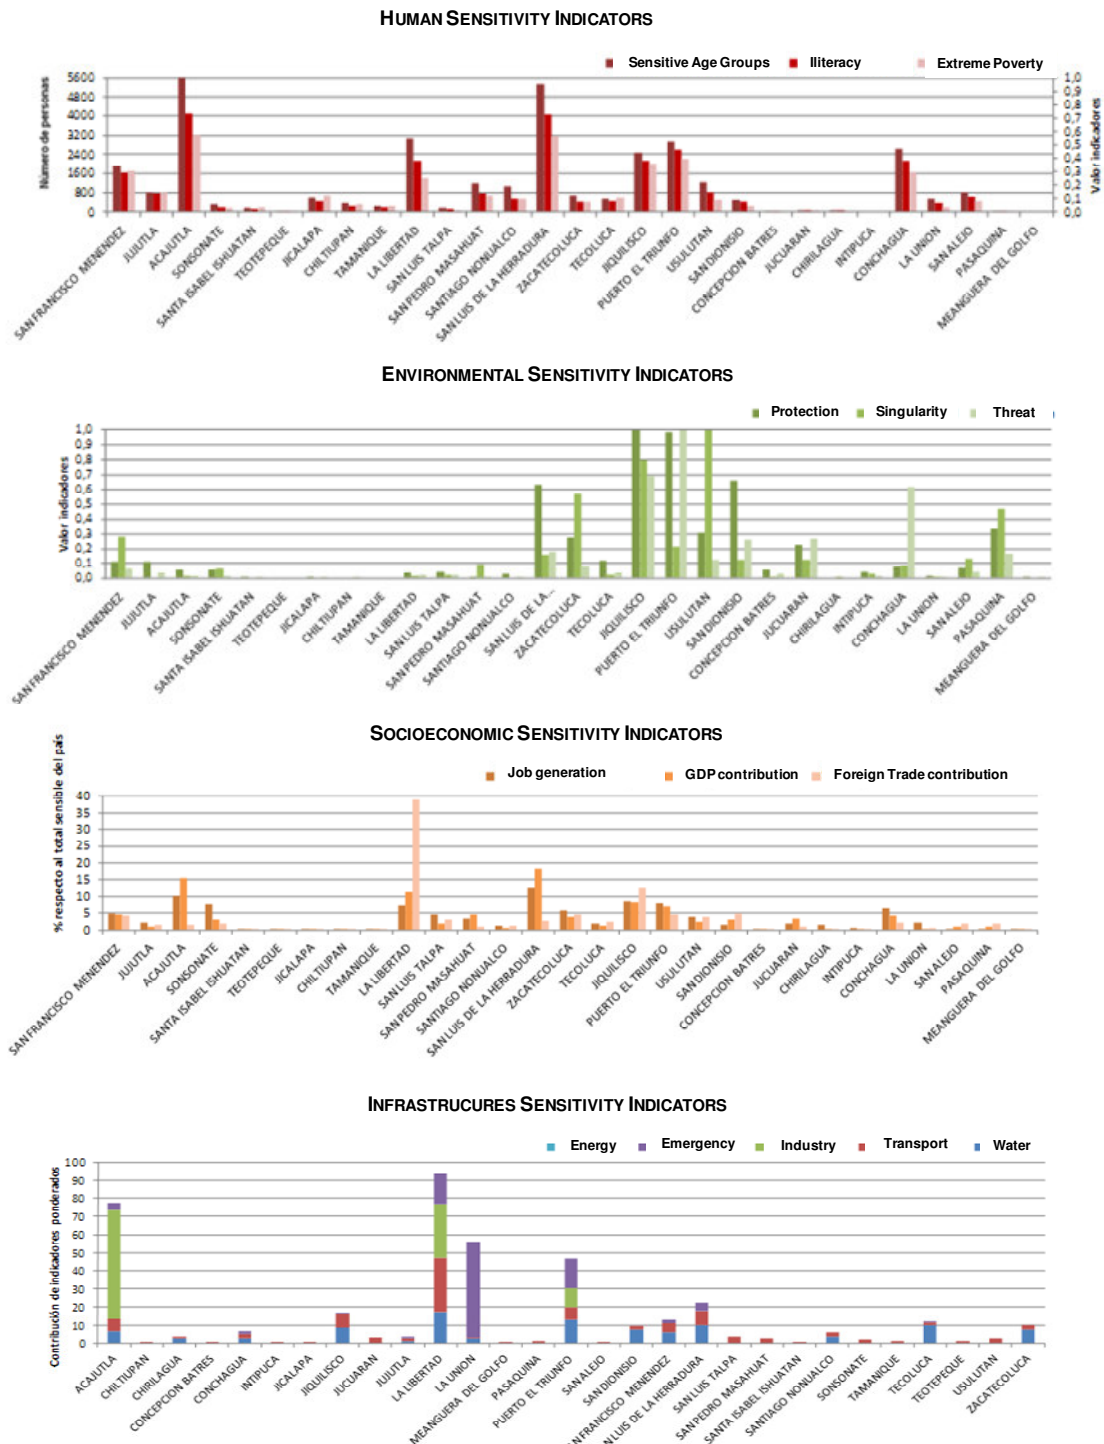 HUMAN SENSITIVITY INDICATORS
Sensitive Age Groups
Iliteracy
Extreme Poverty
Número de personas
5600
4800
4000
3200
2400
1600
800
0
1,0
0,9
0,8
0,7
0,6
0,5
0,4
0,3
0,2
0,1
0,0
Valor indicadores
SAN FRANCISCO MENENDEZ
JUJUTLA
ACAJUTLA
SONSONATE
SANTA ISABEL ISHUATAN
TEOTEPEQUE
JICALAPA
CHILTIUPAN
TAMANIQUE
LA LIBERTAD
SAN LUIS TALPA
SAN PEDRO MASAHUAT
SANTIAGO NONUALCO
SAN LUIS DE LA HERRADURA
ZACATECOLUCA
TECOLUCA
JIQUILISCO
PUERTO EL TRIUNFO
USULUTAN
SAN DIONISIO
CONCEPCION BATRES
JUCUARAN
CHIRILAGUA
INTIPUCA
CONCHAGUA
LA UNION
SAN ALEJO
PASAQUINA
MEANGUERA DEL GOLFO
ENVIRONMENTAL SENSITIVITY INDICATORS
Protection
Singularity
Threat
Valor indicadores
1,0
0,9
0,8
0,7
0,6
0,5
0,4
0,3
0,2
0,1
0,0
SAN FRANCISCO MENENDEZ
JUJUTLA
ACAJUTLA
SONSONATE
SANTA ISABEL ISHUATAN
TEOTEPEQUE
JICALAPA
CHILTIUPAN
TAMANIQUE
LA LIBERTAD
SAN LUIS TALPA
SAN PEDRO MASAHUAT
SANTIAGO NONUALCO
SAN LUIS DE LA...
ZACATECOLUCA
TECOLUCA
JIQUILISCO
PUERTO EL TRIUNFO
USULUTAN
SAN DIONISIO
CONCEPCION BATRES
JUCUARAN
CHIRILAGUA
INTIPUCA
CONCHAGUA
LA UNION
SAN ALEJO
PASAQUINA
MEANGUERA DEL GOLFO
SOCIOECONOMIC SENSITIVITY INDICATORS
Job generation
GDP contribution
Foreign Trade contribution
% respecto al total sensible del país
40
35
30
25
20
15
10
5
0
SAN FRANCISCO MENENDEZ
JUJUTLA
ACAJUTLA
SONSONATE
SANTA ISABEL ISHUATAN
TEOTEPEQUE
JICALAPA
CHILTIUPAN
TAMANIQUE
LA LIBERTAD
SAN LUIS TALPA
SAN PEDRO MASAHUAT
SANTIAGO NONUALCO
SAN LUIS DE LA HERRADURA
ZACATECOLUCA
TECOLUCA
JIQUILISCO
PUERTO EL TRIUNFO
USULUTAN
SAN DIONISIO
CONCEPCION BATRES
JUCUARAN
CHIRILAGUA
INTIPUCA
CONCHAGUA
LA UNION
SAN ALEJO
PASAQUINA
MEANGUERA DEL GOLFO
INFRASTRUCURES SENSITIVITY INDICATORS
Energy
Emergency
Industry
Transport
Water
Contribución de indicadores ponderados
100
90
80
70
60
50
40
30
20
10
0
ACAJUTLA
CHILTIUPAN
CHIRILAGUA
CONCEPCION BATRES
CONCHAGUA
INTIPUCA
JICALAPA
JIQUILISCO
JUCUARAN
JUJUTLA
LA LIBERTAD
LA UNION
MEANGUERA DEL GOLFO
PASAQUINA
PUERTO EL TRIUNFO
SAN ALEJO
SAN DIONISIO
AN FRANCISCO MENENDEZ
N LUIS DE LA HERRADURA
SAN LUIS TALPA
SAN PEDRO MASAHUAT
SANTA ISABEL ISHUATAN
SANTIAGO NONUALCO
SONSONATE
TAMANIQUE
TECOLUCA
TEOTEPEQUE
USULUTAN
ZACATECOLUCA